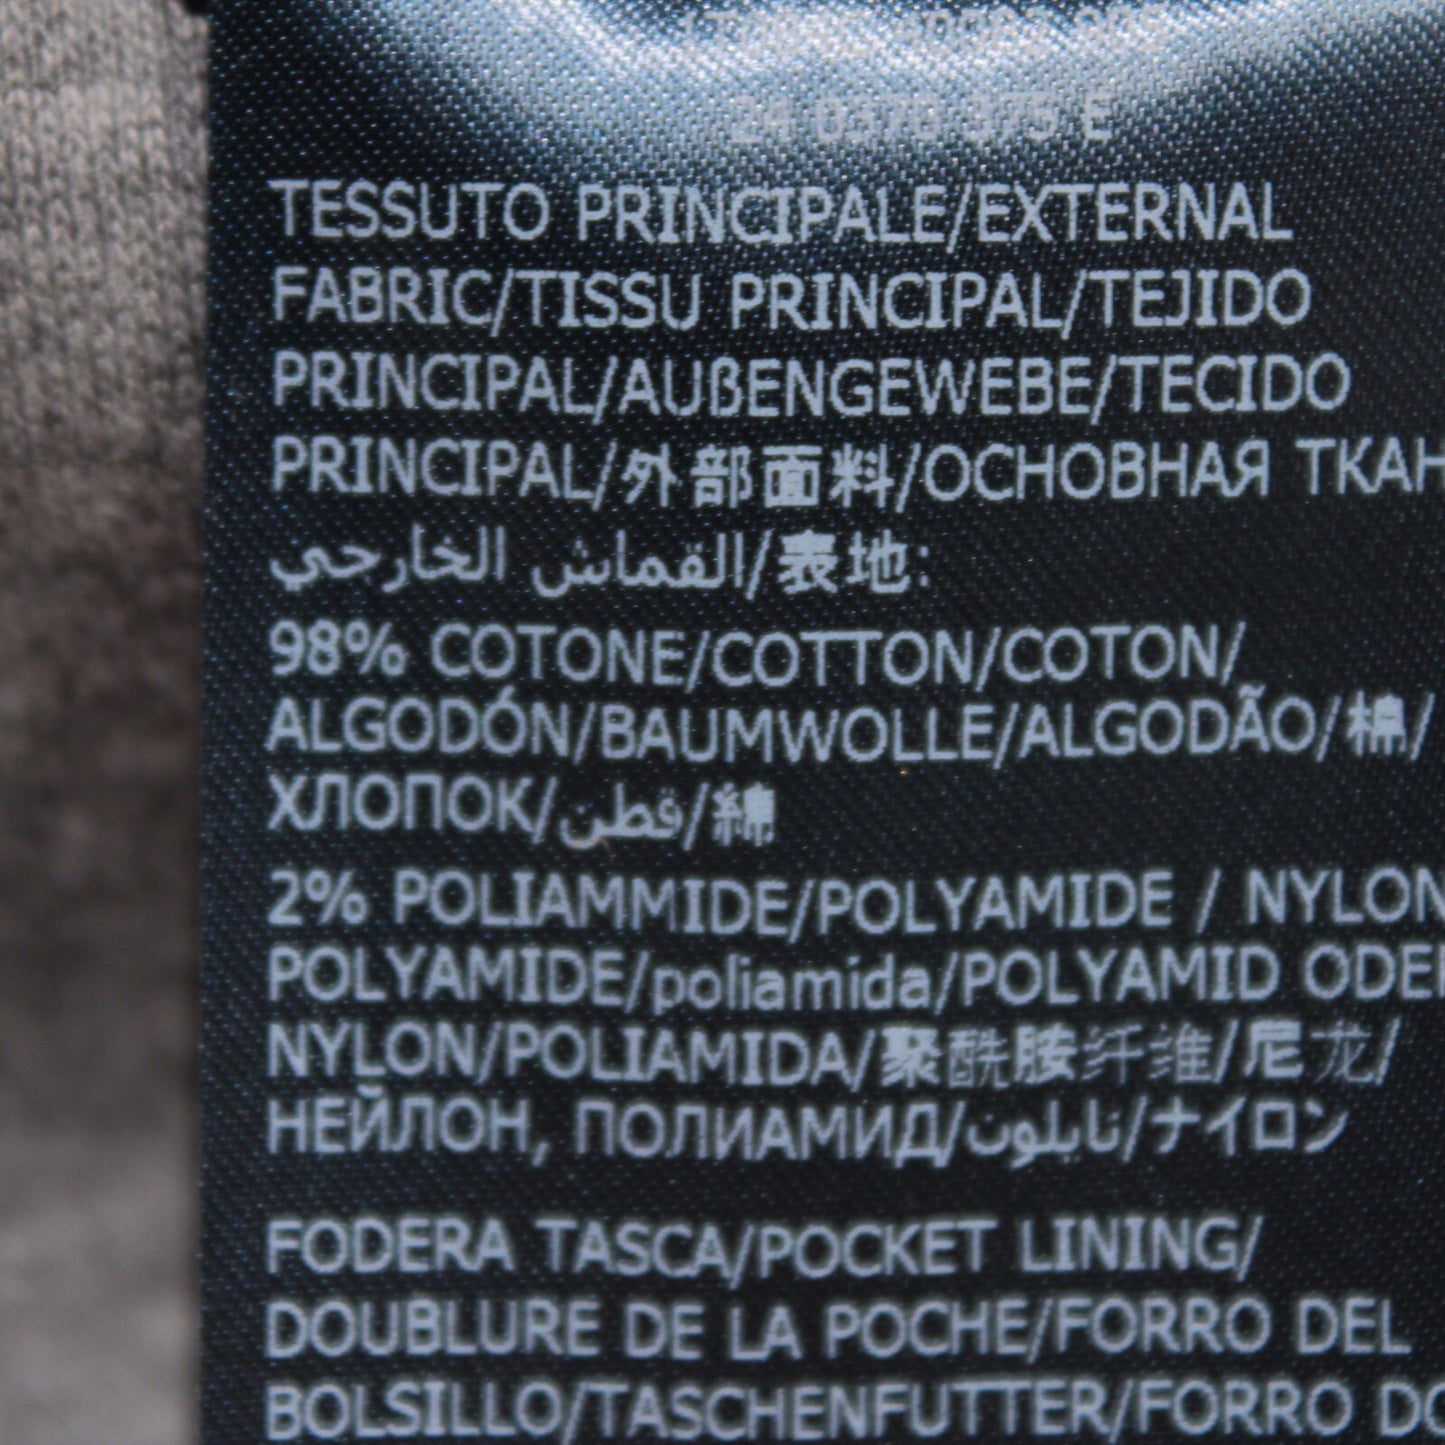 24 0370 375 E
TESSUTO PRINCIPALE/EXTERNAL
FABRIC/TISSU PRINCIPAL/TEJIDO
PRINCIPAL/AUßENGEWEBE/TECIDO
PRINCIPAL/外部面料/ОСНОВНАЯ ТКАН
القماش الخارجي/表地:
98% COTONE/COTTON/COTON/
ALGODÓN/BAUMWOLLE/ALGODÃO/棉/
ХЛОПОК/قطن/綿
2% POLIAMMIDE/POLYAMIDE / NYLON
POLYAMIDE/poliamida/POLYAMID ODER
NYLON/POLIAMIDA/聚酰胺纤维/尼龙/
НЕЙЛОН, ПОЛИАМИД/نايلون/ナイロン
FODERA TASCA/POCKET LINING/
DOUBLURE DE LA POCHE/FORRO DEL
BOLSILLO/TASCHENFUTTER/FORRO DO